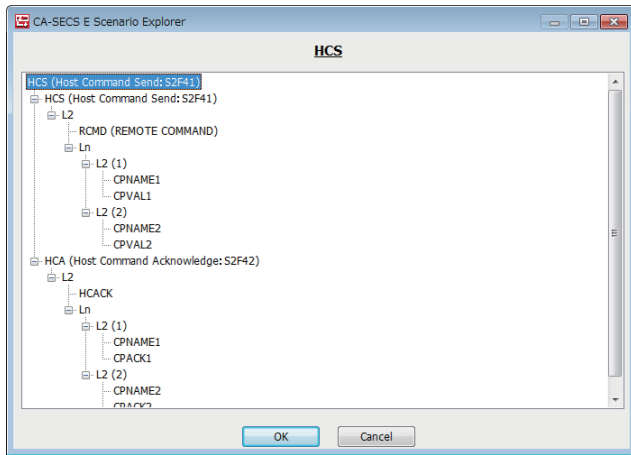 CA-SECS E Scenario Explorer
HCS
HCS (Host Command Send:S2F41)
HCS (Host Command Send:S2F41)
L2
RCMD (REMOTE COMMAND)
Ln
L2 (1)
CPNAME1
CPVAL1
L2 (2)
CPNAME2
CPVAL2
HCA (Host Command Acknowledge:S2F42)
L2
HCACK
Ln
L2 (1)
CPNAME1
CPACK1
L2 (2)
CPNAME2
CPACK2
OK Cancel